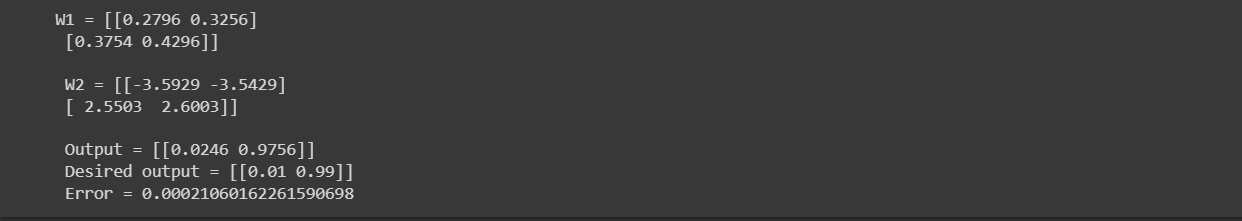 W1 = [[0.2796 0.3256]
[0.3754 0.4296]]
W2 = [[-3.5929 -3.5429]
[ 2.5503  2.6003]]
Output = [[0.0246 0.9756]]
Desired output = [[0.01 0.99]]
Error = 0.00021060162261590698